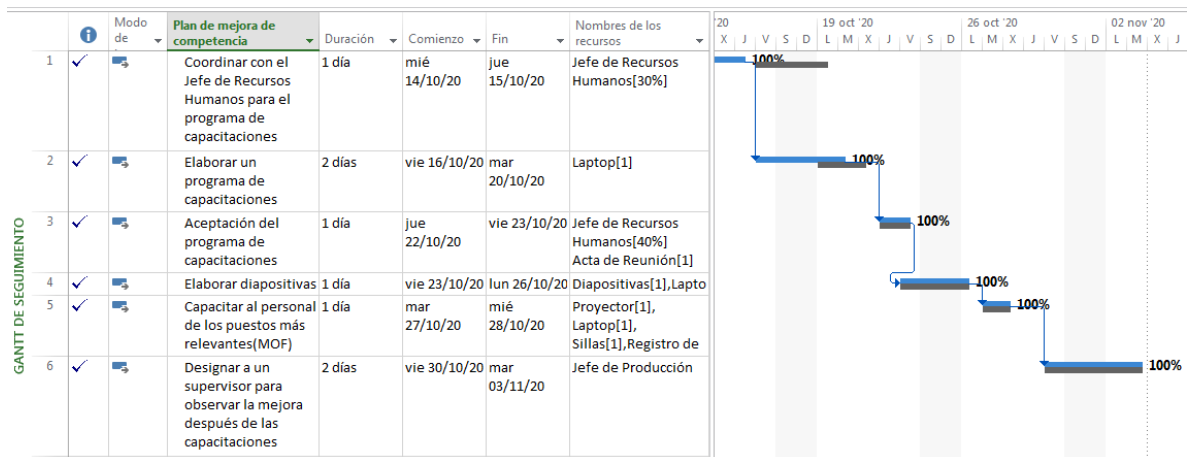 Modo de
Plan de mejora de competencia
Duración
Comienzo
Fin
Nombres de los recursos
'20
19 oct '20
26 oct '20
02 nov '20
X J V S D L M X J V S D L M X J V S D L M X J
1
Coordinar con el
Jefe de Recursos
Humanos para el
programa de
capacitaciones
1 día
mié
14/10/20
jue
15/10/20
Jefe de Recursos
Humanos[30%]
100%
2
Elaborar un
programa de
capacitaciones
2 días
vie 16/10/20
mar
20/10/20
Laptop[1]
100%
3
Aceptación del
programa de
capacitaciones
1 día
jue
22/10/20
vie 23/10/20
Jefe de Recursos
Humanos[40%]
Acta de Reunión[1]
100%
4
Elaborar diapositivas
1 día
vie 23/10/20
lun 26/10/20
Diapositivas[1],Lapto
100%
5
Capacitar al personal
de los puestos más
relevantes(MOF)
1 día
mar
27/10/20
mié
28/10/20
Proyector[1],
Laptop[1],
Sillas[1],Registro de
100%
6
Designar a un
supervisor para
observar la mejora
después de las
capacitaciones
2 días
vie 30/10/20
mar
03/11/20
Jefe de Producción
100%
GANTT DE SEGUIMIENTO